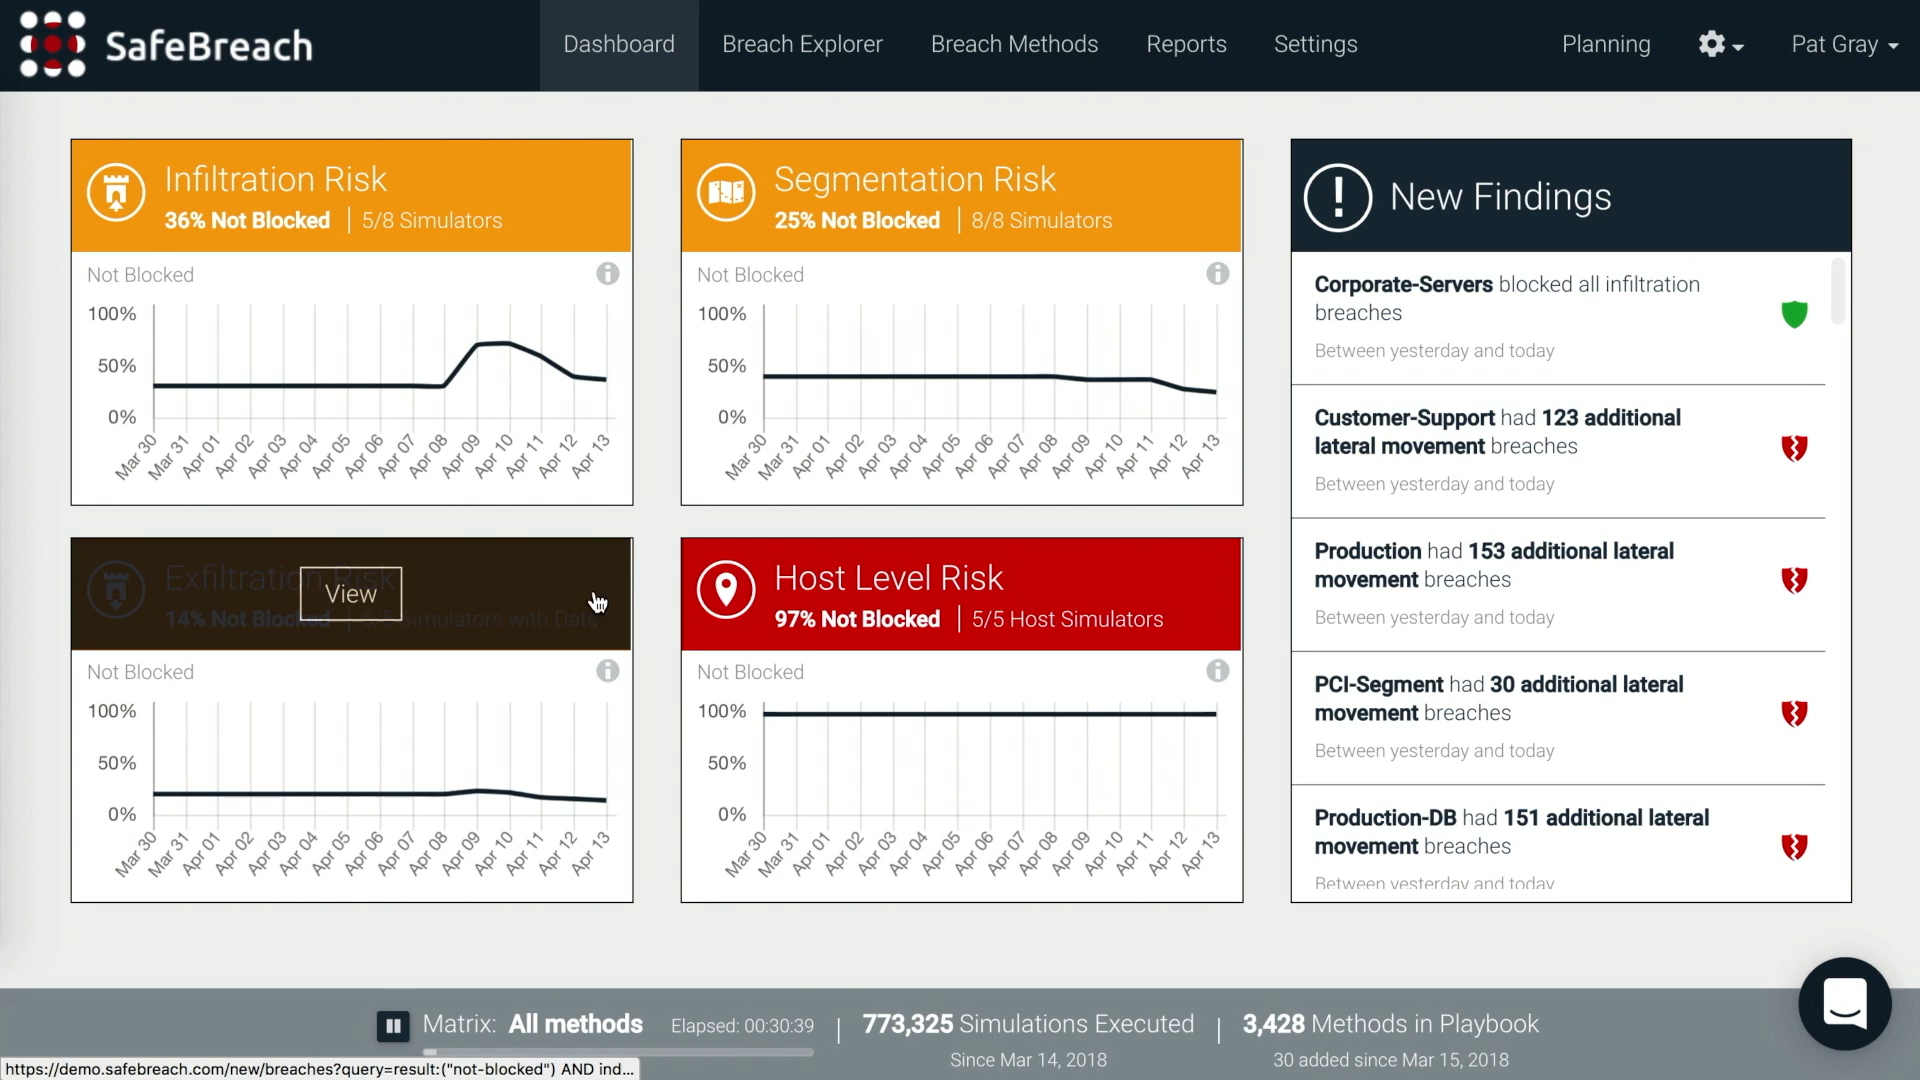 SafeBreach
Dashboard
Breach Explorer
Breach Methods
Reports
Settings
Planning
Pat Gray
Infiltration Risk
36% Not Blocked | 5/8 Simulators
Not Blocked
100%
50%
0%
Mar 30
Mar 31
Apr 01
Apr 02
Apr 03
Apr 04
Apr 05
Apr 06
Apr 07
Apr 08
Apr 09
Apr 10
Apr 11
Apr 12
Apr 13
Segmentation Risk
25% Not Blocked | 8/8 Simulators
Not Blocked
100%
50%
0%
Mar 30
Mar 31
Apr 01
Apr 02
Apr 03
Apr 04
Apr 05
Apr 06
Apr 07
Apr 08
Apr 09
Apr 10
Apr 11
Apr 12
Apr 13
Exfiltration Risk
View
14% Not Blocked | Simulators with Data
Not Blocked
100%
50%
0%
Mar 30
Mar 31
Apr 01
Apr 02
Apr 03
Apr 04
Apr 05
Apr 06
Apr 07
Apr 08
Apr 09
Apr 10
Apr 11
Apr 12
Apr 13
Host Level Risk
97% Not Blocked | 5/5 Host Simulators
Not Blocked
100%
50%
0%
Mar 30
Mar 31
Apr 01
Apr 02
Apr 03
Apr 04
Apr 05
Apr 06
Apr 07
Apr 08
Apr 09
Apr 10
Apr 11
Apr 12
Apr 13
New Findings
Corporate-Servers blocked all infiltration
breaches
Between yesterday and today
Customer-Support had 123 additional
lateral movement breaches
Between yesterday and today
Production had 153 additional lateral
movement breaches
Between yesterday and today
PCI-Segment had 30 additional lateral
movement breaches
Between yesterday and today
Production-DB had 151 additional lateral
movement breaches
Between yesterday and today
Matrix: All methods
Elapsed: 00:30:39
773,325 Simulations Executed
Since Mar 14, 2018
3,428 Methods in Playbook
30 added since Mar 15, 2018
https://demo.safebreach.com/new/breaches?query=result:("not-blocked") AND ind...